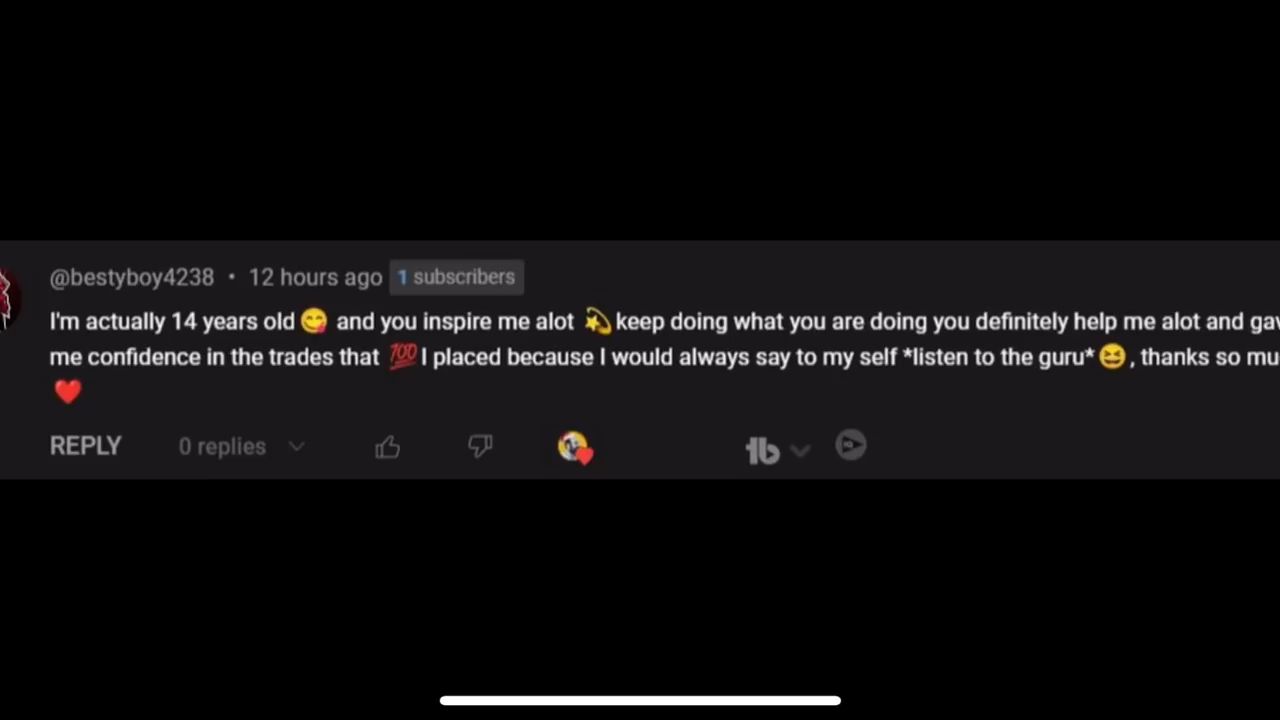 @bestyboy4238 • 12 hours ago 1 subscribers
I'm actually 14 years old 😋 and you inspire me alot 💫 keep doing what you are doing you definitely help me alot and
me confidence in the trades that 💯 I placed because I would always say to my self *listen to the guru* 😆, thanks so
❤️
REPLY 0 replies